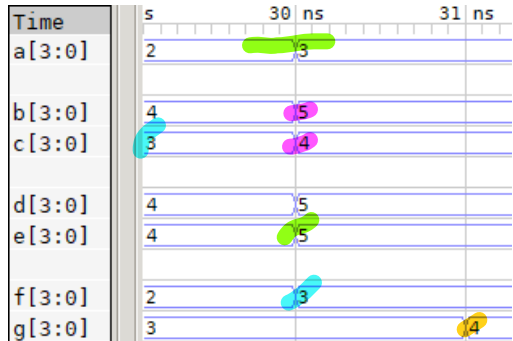 s 30 ns 31 ns
Time
a[3:0] 2 3
b[3:0] 4 5
c[3:0] 3 4
d[3:0] 4 5
e[3:0] 4 5
f[3:0] 2 3
g[3:0] 3 4